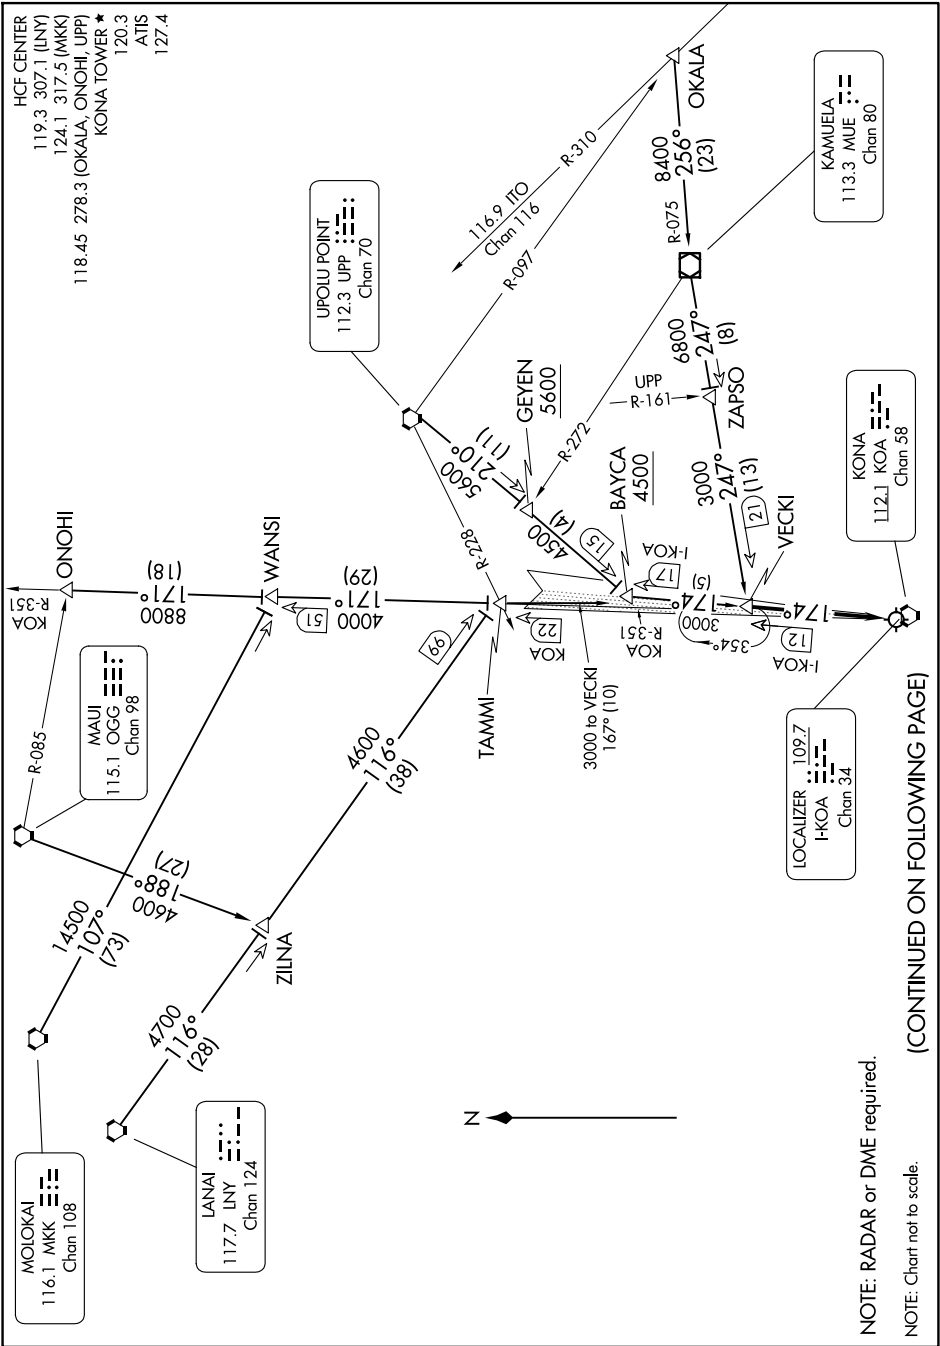 HCF CENTER
119.3 307.1 (LNY)
124.1 317.5 (MKK)
118.45 278.3 (OKALA, ONOHI, UPP)
KONA TOWER ★
120.3
ATIS
127.4
MOLOKAI
116.1 MKK
Chan 108
MAUI
115.1 OGG
Chan 98
LANAI
117.7 LNY
Chan 124
UPOLU POINT
112.3 UPP
Chan 70
KAMUELA
113.3 MUE
Chan 80
KONA
112.1 KOA
Chan 58
LOCALIZER 109.7
I-KOA
Chan 34
14500
107°
(73)
R-085
KOA
R-351
ONOHI
8800
171°
(18)
4600
188°
(27)
4700
116°
(28)
ZILNA
4600
116°
(38)
66
WANSI
51
4000
171°
(29)
TAMMI
22
KOA
R-228
R-097
116.9 ITO
Chan 116
R-310
OKALA
8400
256°
(23)
R-075
R-272
5600
210°
(11)
GEYEN
5600
4500
(4)
15
BAYCA
4500
17
I-KOA
KOA
R-351
3000 to VECKI
167° (10)
174°
(5)
3000
354°
6800
247°
(8)
UPP
R-161
ZAPSO
3000
247°
(13)
21
VECKI
12
I-KOA
174°
N
NOTE: RADAR or DME required.
NOTE: Chart not to scale.
(CONTINUED ON FOLLOWING PAGE)